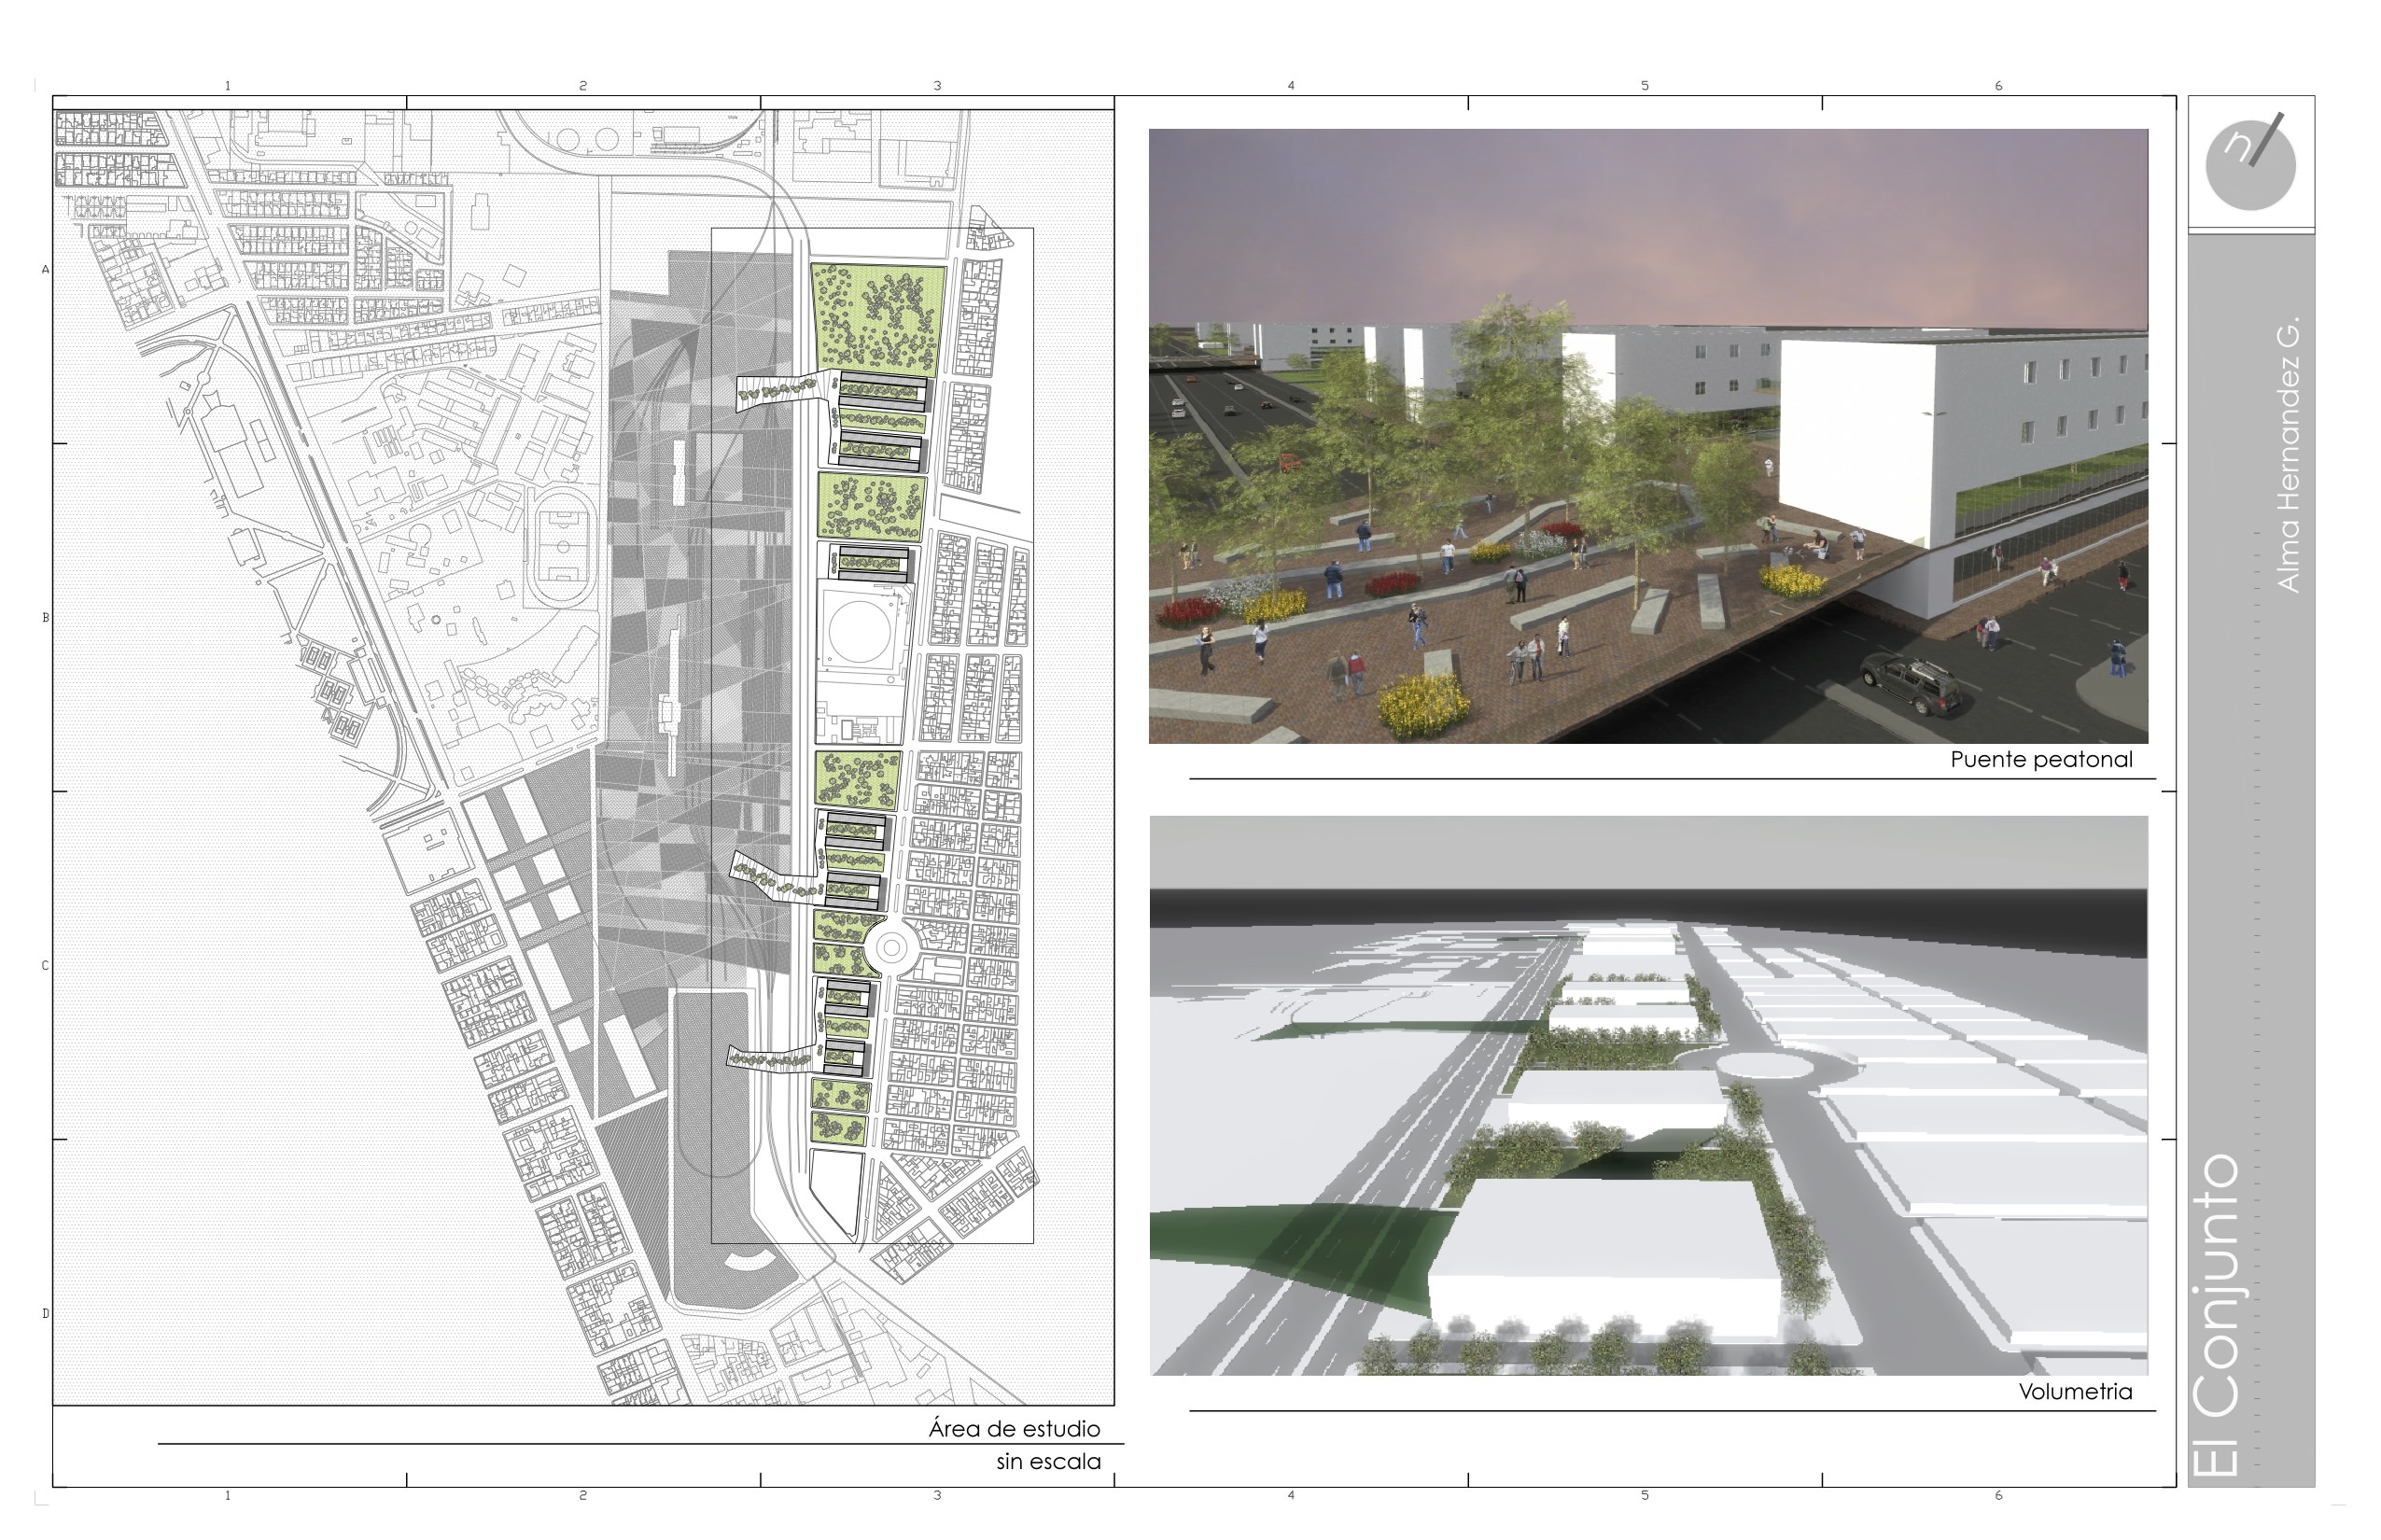 1 2 3 4 5 6
A
B
C
D
n
Puente peatonal
Volumetria
Área de estudio
sin escala
1 2 3 4 5 6
Alma Hernandez G.
El Conjunto